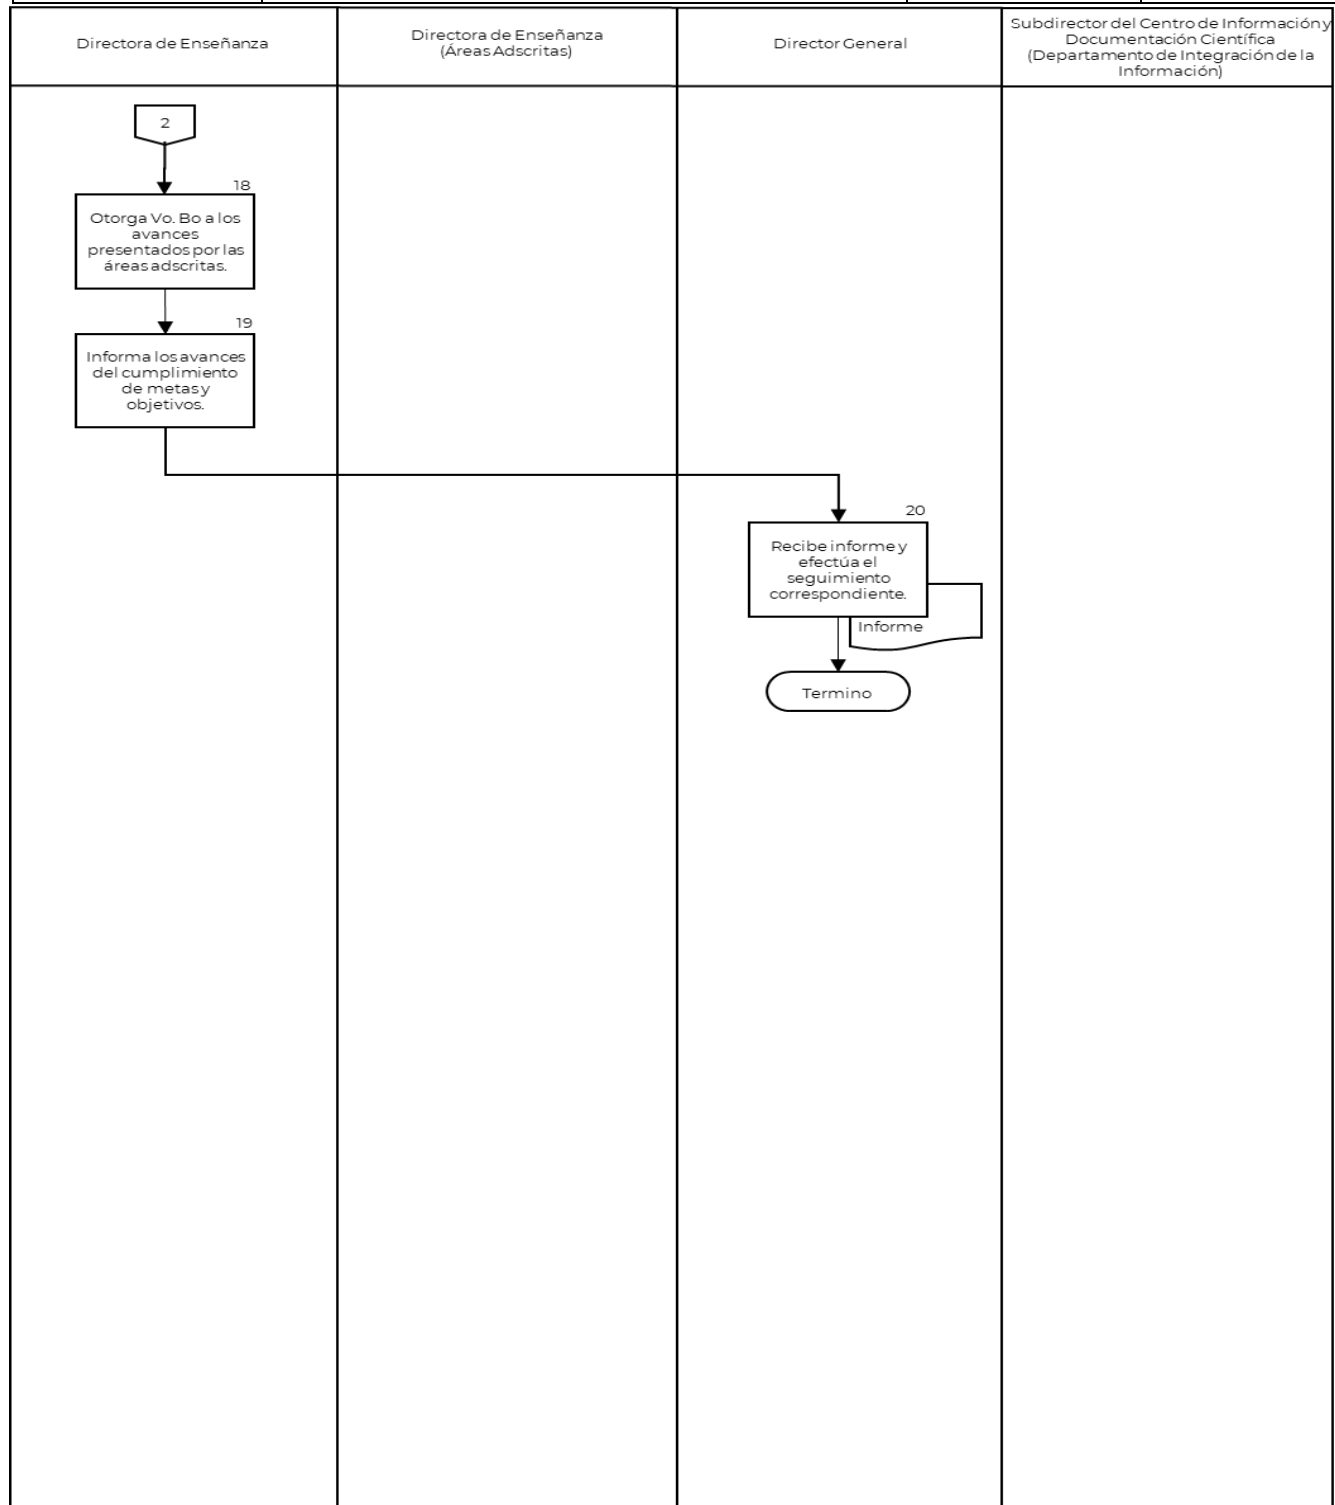 Directora de Enseñanza
Directora de Enseñanza
(Áreas Adscritas)
Director General
Subdirector del Centro de Información y
Documentación Científica
(Departamento de Integración de la
Información)
2
18
Otorga Vo. Bo a los
avances
presentados por las
áreas adscritas.
19
Informa los avances
del cumplimiento
de metas y
objetivos.
20
Recibe informe y
efectúa el
seguimiento
correspondiente.
Informe
Termino